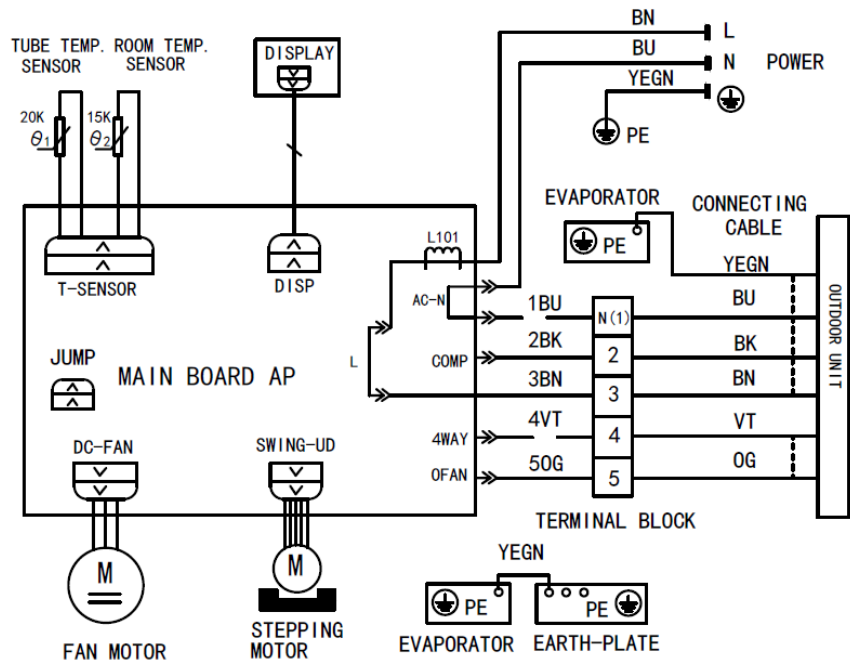 BN
L
BU
N
POWER
YEGN
PE
TUBE TEMP.
SENSOR
ROOM TEMP.
SENSOR
DISPLAY
20K
θ1
15K
θ2
EVAPORATOR
PE
CONNECTING
CABLE
YEGN
T-SENSOR
DISP
L101
AC-N
L
COMP
4WAY
OFAN
JUMP
MAIN BOARD AP
DC-FAN
SWING-UD
1BU
N(1)
BU
2BK
2
BK
3BN
3
BN
4VT
4
VT
5OG
5
OG
OUTDOOR UNIT
TERMINAL BLOCK
M
FAN MOTOR
M
STEPPING
MOTOR
YEGN
PE
EVAPORATOR
PE
EARTH-PLATE